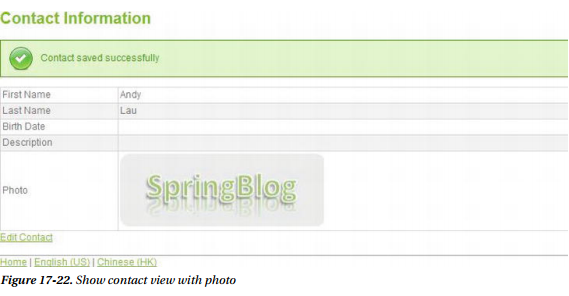 Contact Information
Contact saved successfully
First Name Andy
Last Name Lau
Birth Date
Description
Photo SpringBlog
Edit Contact
Home | English (US) | Chinese (HK)
Figure 17-22. Show contact view with photo